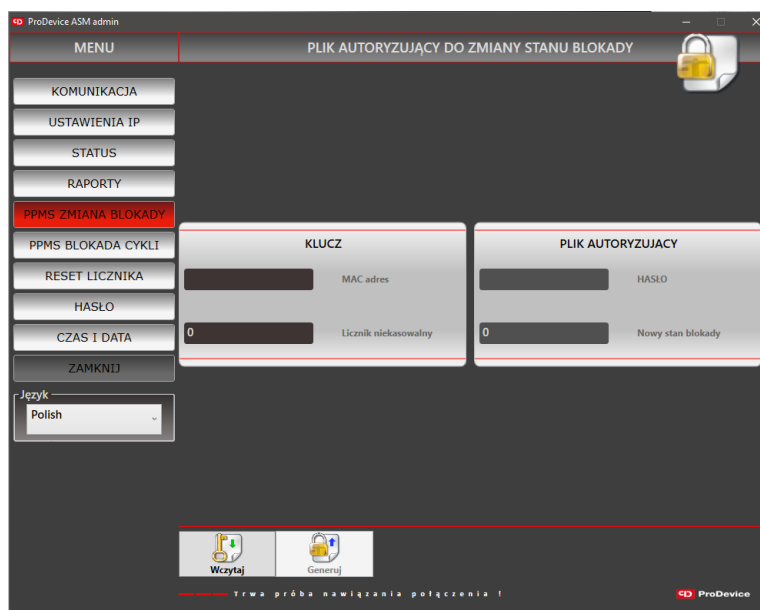 ProDevice ASM admin
MENU
PLIK AUTORYZUJĄCY DO ZMIANY STANU BLOKADY
KOMUNIKACJA
USTAWIENIA IP
STATUS
RAPORTY
PPMS ZMIANA BLOKADY
PPMS BLOKADA CYKLI
RESET LICZNIKA
HASŁO
CZAS I DATA
ZAMKNIJ
Język
Polish
KLUCZ
MAC adres
0 Licznik niekasowalny
PLIK AUTORYZUJACY
HASŁO
0 Nowy stan blokady
Wczytaj
Generuj
Trwa próba nawiązania połączenia !
ProDevice